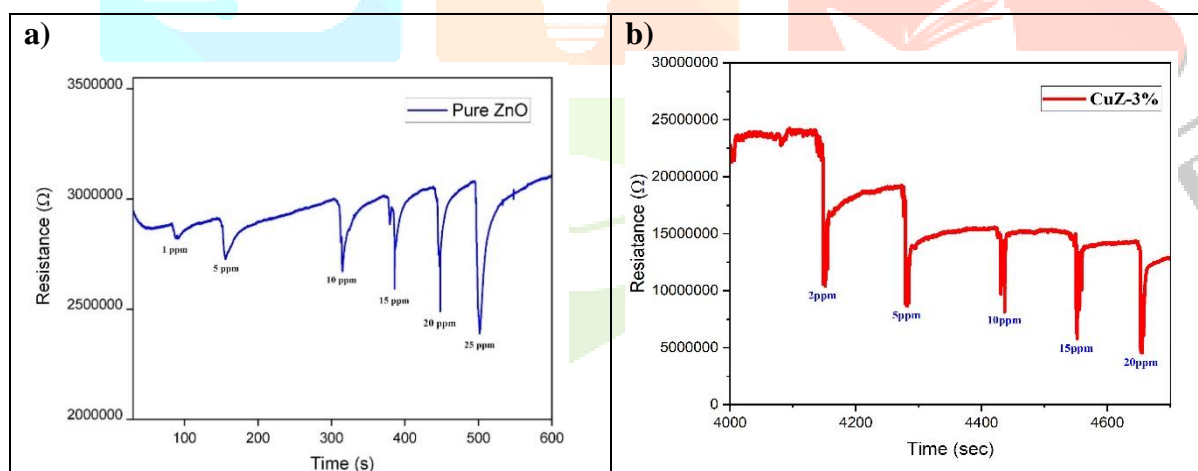 a)
3500000
Pure ZnO
3000000
1 ppm
5 ppm
10 ppm
15 ppm
2500000
20 ppm
25 ppm
2000000
Resistance (Ω)
100 200 300 400 500 600
Time (s)
b)
30000000
CuZ-3%
25000000
20000000
15000000
10000000
2ppm
5ppm
10ppm
5000000
15ppm
20ppm
0
Resiatance (Ω)
4000 4200 4400 4600
Time (sec)